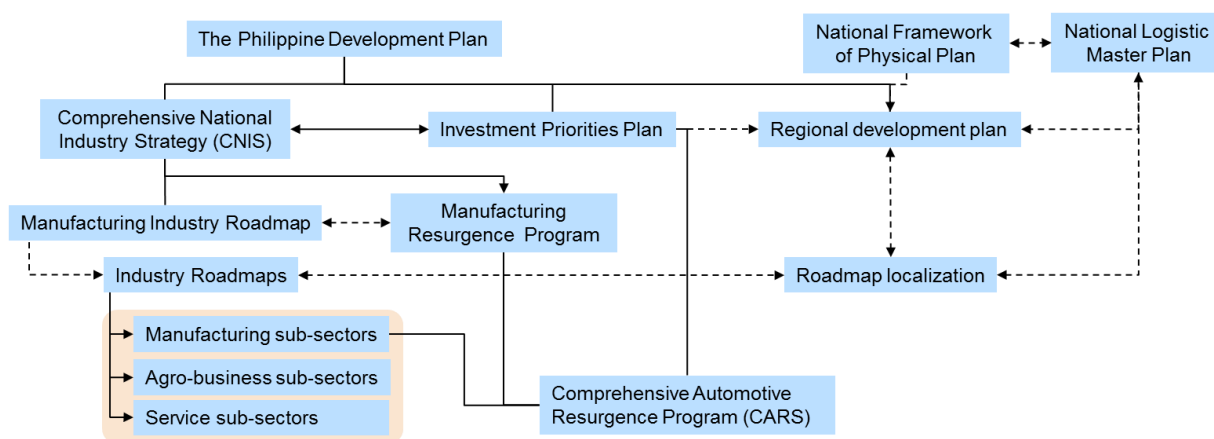 The Philippine Development Plan
National Framework
of Physical Plan
National Logistic
Master Plan
Comprehensive National
Industry Strategy (CNIS)
Investment Priorities Plan
Regional development plan
Manufacturing Industry Roadmap
Manufacturing
Resurgence Program
Industry Roadmaps
Roadmap localization
Manufacturing sub-sectors
Agro-business sub-sectors
Service sub-sectors
Comprehensive Automotive
Resurgence Program (CARS)